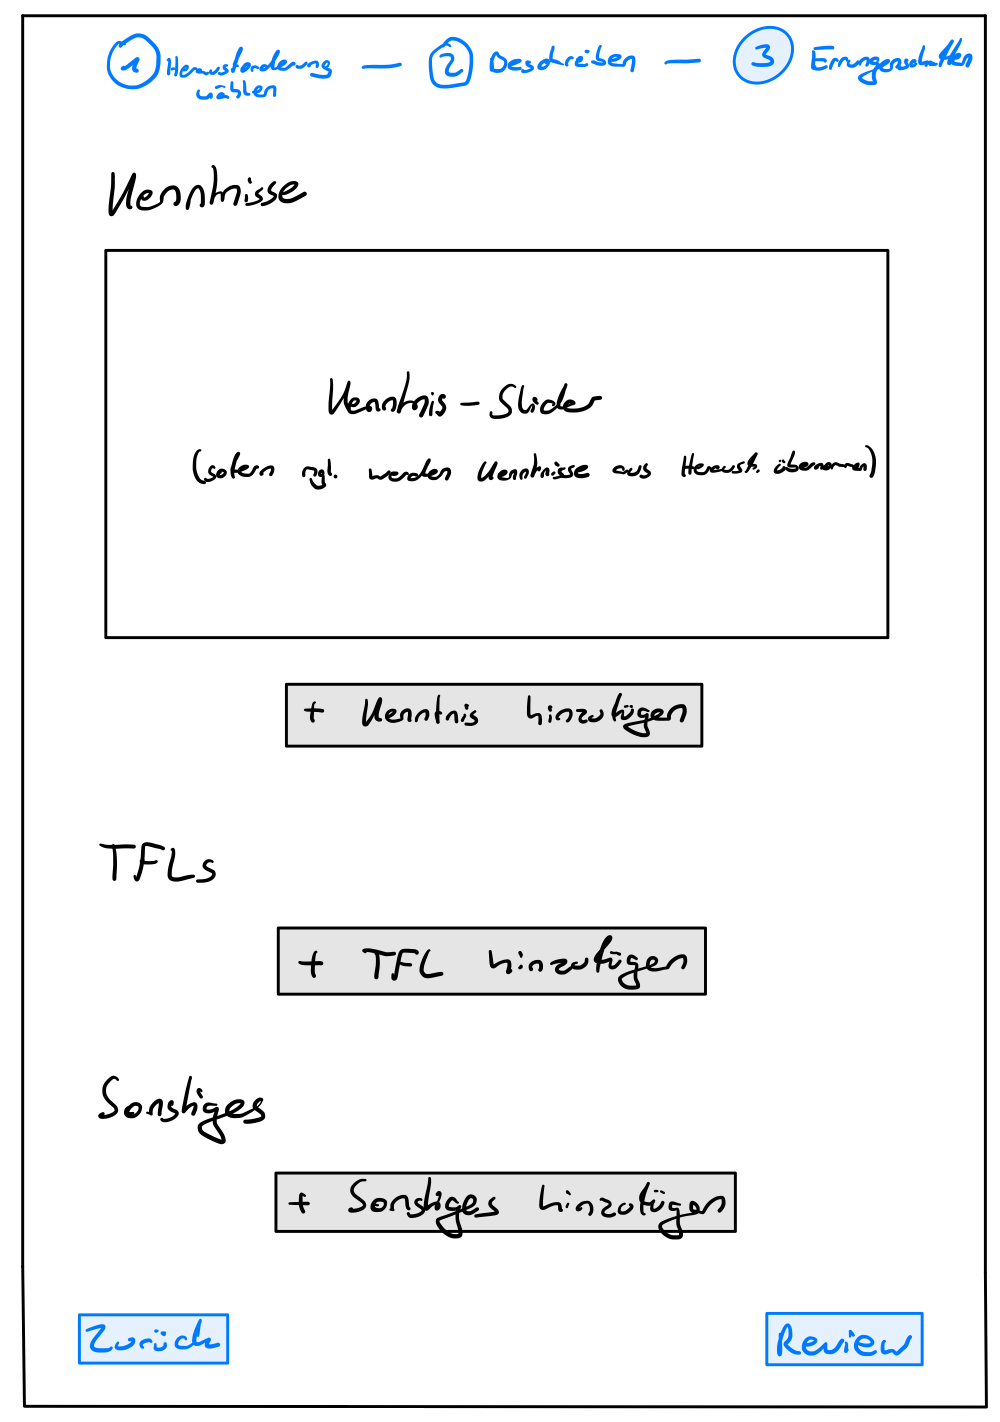 1 Herausforderung wählen — 2 Beschreiben — 3 Errungenschaften
Kenntnisse
Kenntnis - Slider
(sofern mgl. werden Kenntnisse aus Herausf. übernommen)
+ Kenntnis hinzufügen
TFLs
+ TFL hinzufügen
Sonstiges
+ Sonstiges hinzufügen
Zurück
Review